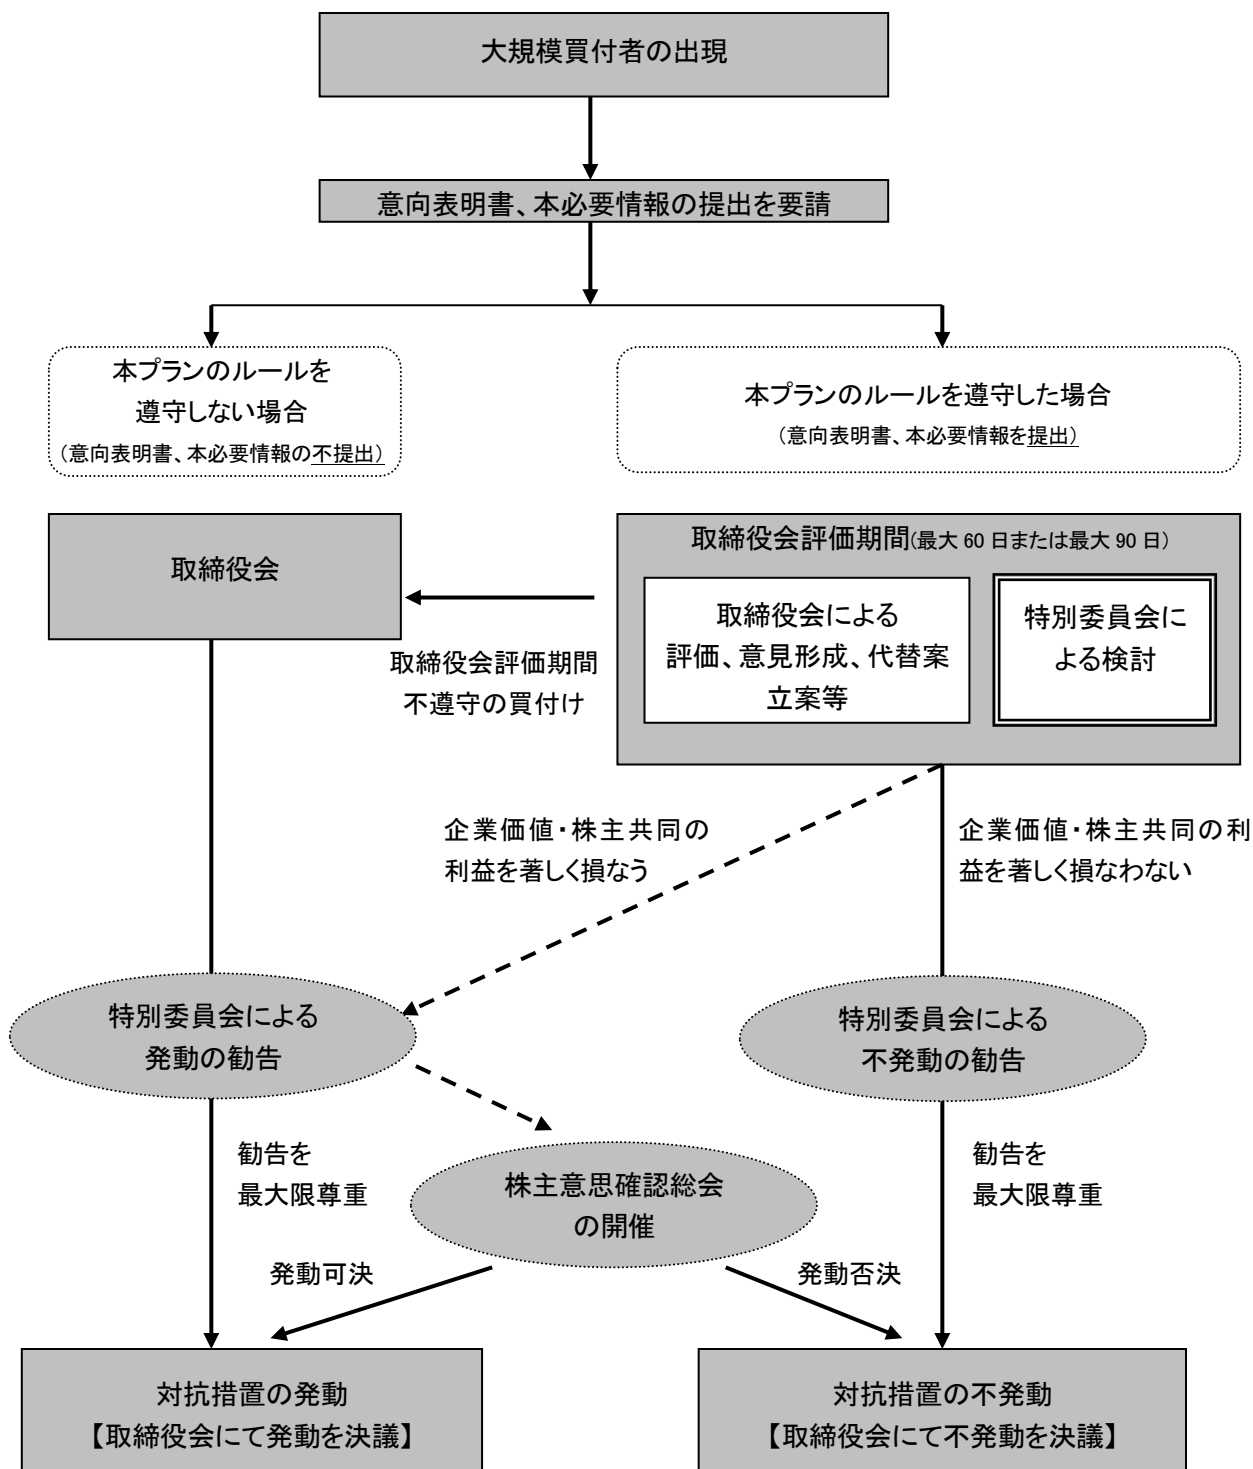 大規模買付者の出現
意向表明書、本必要情報の提出を要請
本プランのルールを
遵守しない場合
（意向表明書、本必要情報の不提出）
本プランのルールを遵守した場合
（意向表明書、本必要情報を提出）
取締役会
取締役会評価期間(最大 60 日または最大 90 日)
取締役会による
評価、意見形成、代替案
立案等
特別委員会に
よる検討
取締役会評価期間
不遵守の買付け
企業価値・株主共同の
利益を著しく損なう
企業価値・株主共同の利
益を著しく損なわない
特別委員会による
発動の勧告
特別委員会による
不発動の勧告
勧告を
最大限尊重
株主意思確認総会
の開催
勧告を
最大限尊重
発動可決
発動否決
対抗措置の発動
【取締役会にて発動を決議】
対抗措置の不発動
【取締役会にて不発動を決議】